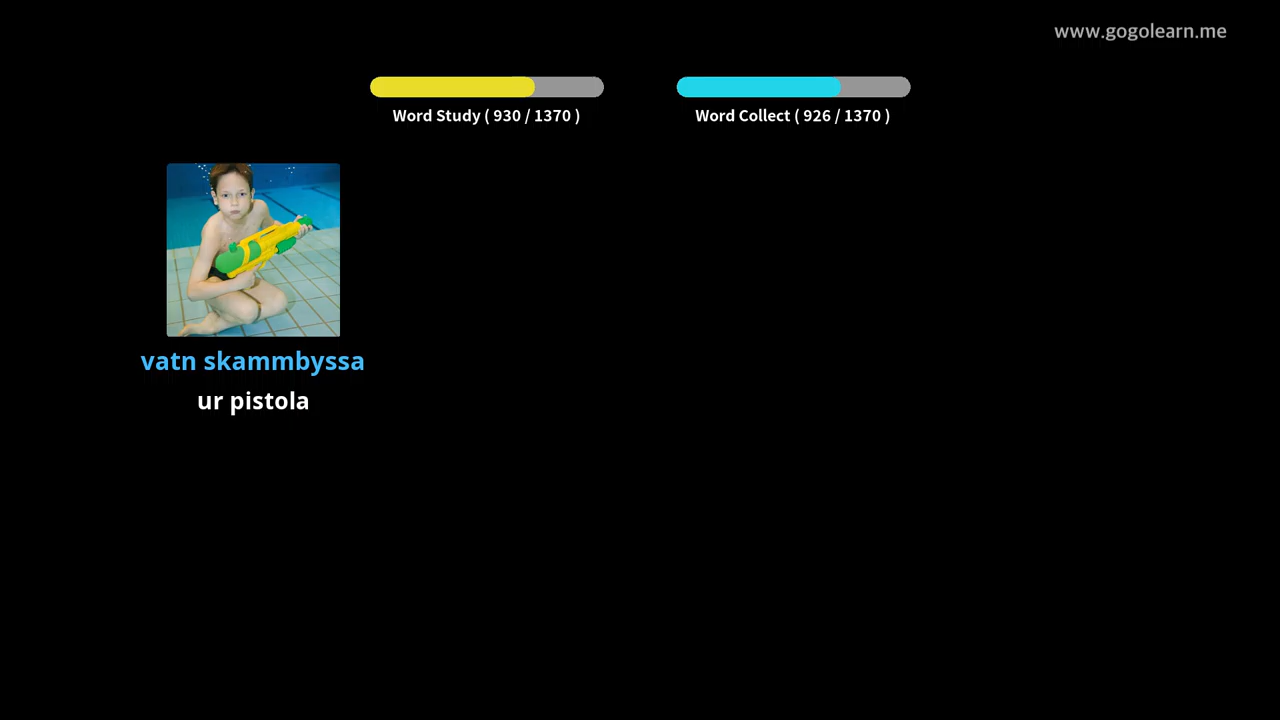 www.gogolearn.me
Word Study ( 930 / 1370 )
Word Collect ( 926 / 1370 )
vatn skammbyssa
ur pistola